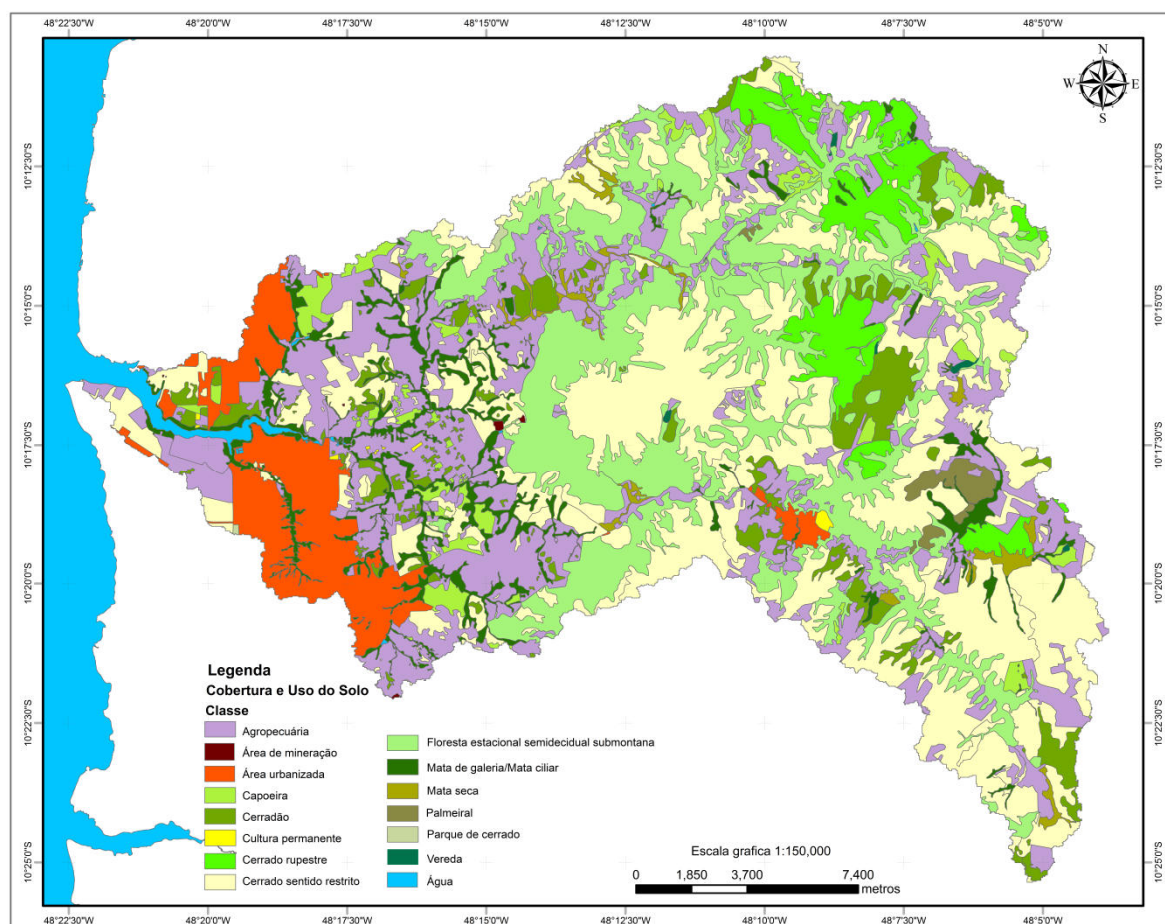 48°22'30"W 48°20'0"W 48°17'30"W 48°15'0"W 48°12'30"W 48°10'0"W 48°7'30"W 48°5'0"W
N
W E
S
10°12'30"S 10°12'30"S
10°15'0"S 10°15'0"S
10°17'30"S 10°17'30"S
10°20'0"S 10°20'0"S
10°22'30"S 10°22'30"S
10°25'0"S 10°25'0"S
Legenda
Cobertura e Uso do Solo
Classe
Agropecuária
Área de mineração
Área urbanizada
Capoeira
Cerradão
Cultura permanente
Cerrado rupestre
Cerrado sentido restrito
Floresta estacional semidecidual submontana
Mata de galeria/Mata ciliar
Mata seca
Palmeiral
Parque de cerrado
Vereda
Água
Escala grafica 1:150,000
0 1,850 3,700 7,400
metros
48°22'30"W 48°20'0"W 48°17'30"W 48°15'0"W 48°12'30"W 48°10'0"W 48°7'30"W 48°5'0"W